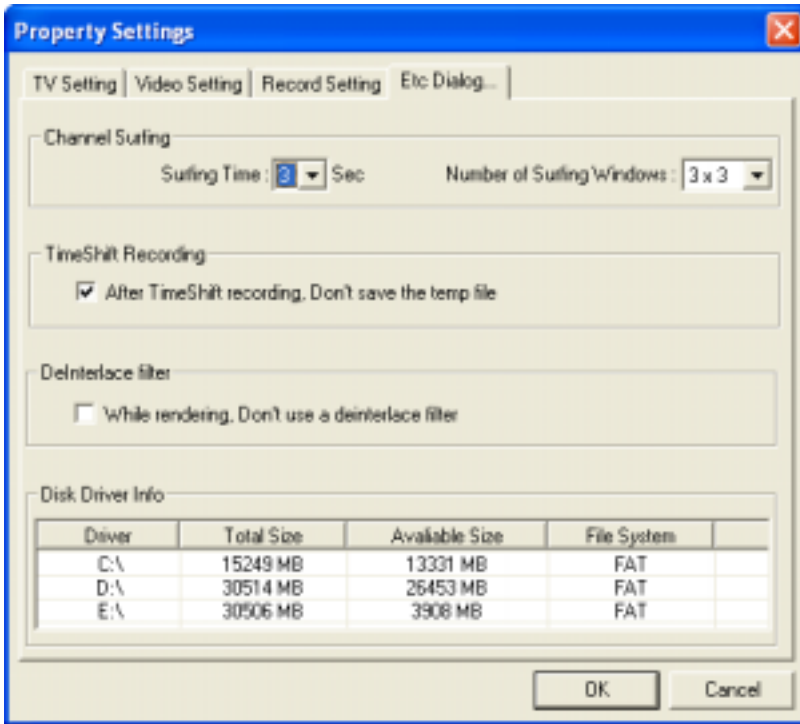 Property Settings
TV Setting Video Setting Record Setting Etc Dialog...
Channel Surfing
Surfing Time : 3 Sec Number of Surfing Windows : 3 x 3
TimeShift Recording
After TimeShift recording, Don't save the temp file
DeInterlace filter
While rendering, Don't use a deinterlace filter
Disk Driver Info
Driver Total Size Avaliable Size File System
C:\ 15249 MB 13331 MB FAT
D:\ 30514 MB 26453 MB FAT
E:\ 30506 MB 3908 MB FAT
OK Cancel